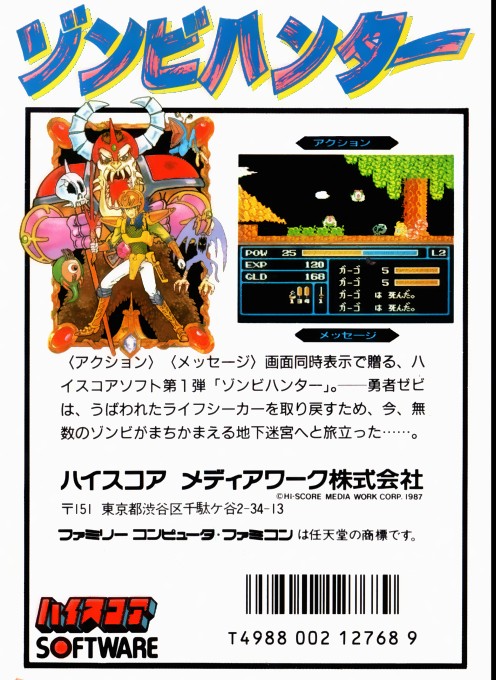 ゾンビハンター
アクション
POW 25 L2
EXP 120
GLD 168
ガーゴ 5
ガーゴ 5
ガーゴ は 死んだ。
ガーゴ は 死んだ。
メッセージ
〈アクション〉〈メッセージ〉画面同時表示で贈る、ハ
イスコアソフト第1弾「ゾンビハンター」。――勇者ゼビ
は、うばわれたライフシーカーを取り戻すため、今、無
数のゾンビがまちかまえる地下迷宮へと旅立った……。
ハイスコア メディアワーク株式会社
©HI-SCORE MEDIA WORK CORP. 1987
〒151 東京都渋谷区千駄ケ谷2-34-13
ファミリー コンピュータ・ファミコン は任天堂の商標です。
ハイスコア
SOFTWARE
T4988 002 12768 9